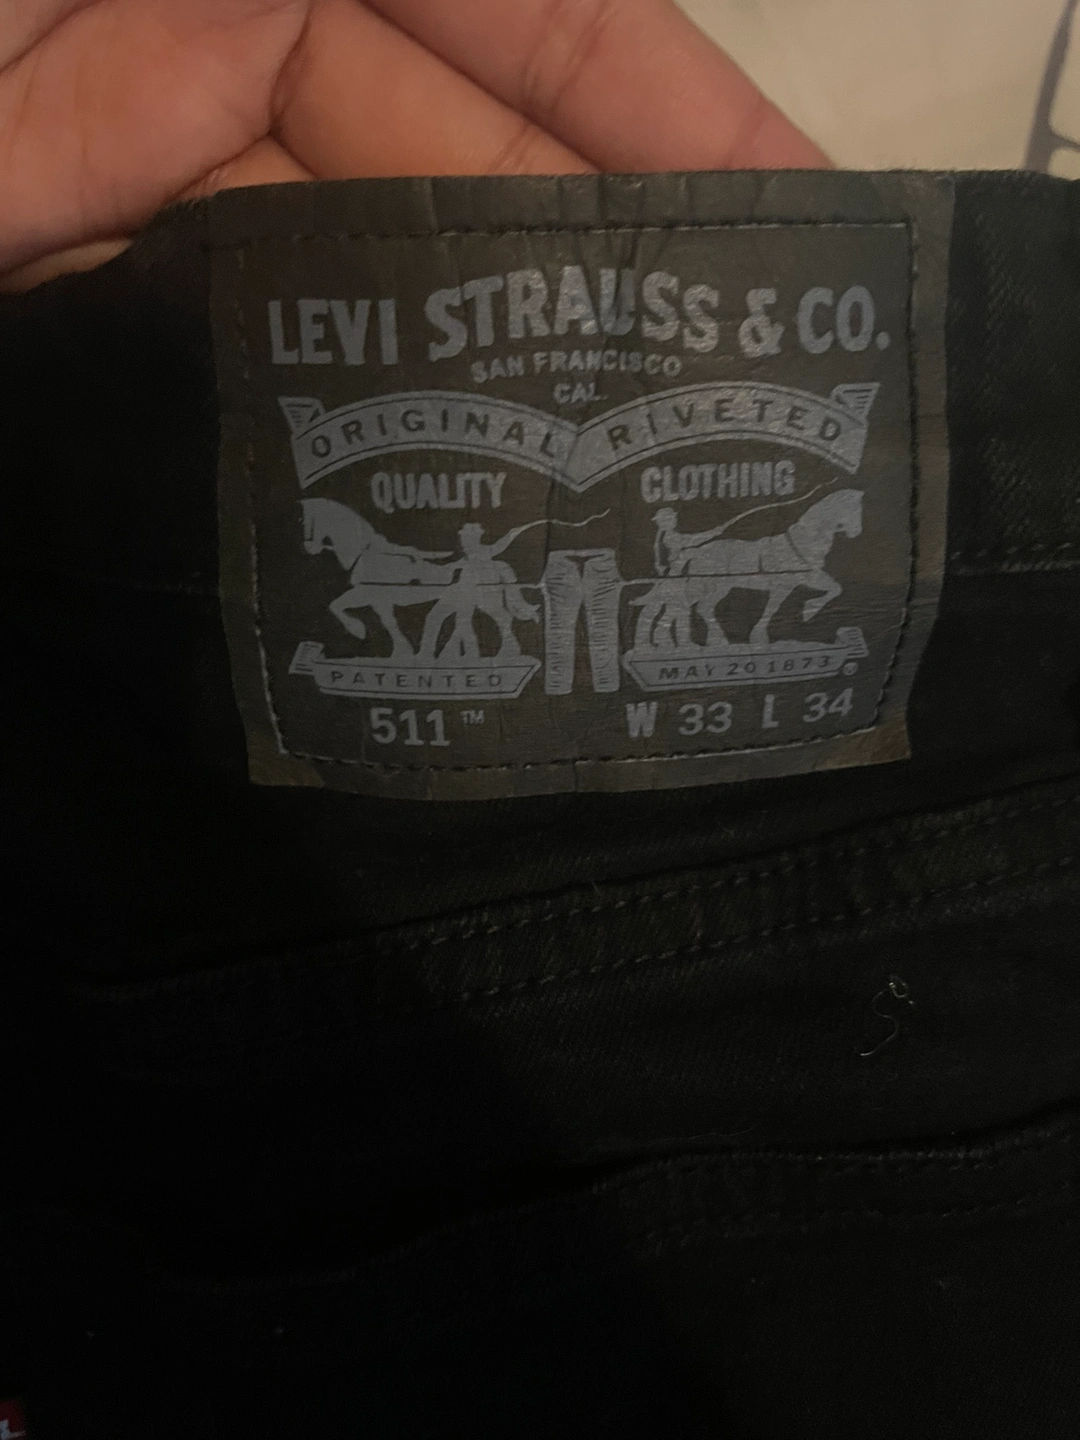 LEVI STRAUSS & CO.
SAN FRANCISCO
CAL.
ORIGINAL RIVETED
QUALITY CLOTHING
PATENTED MAY 20 1873 ®
511™ W 33 L 34